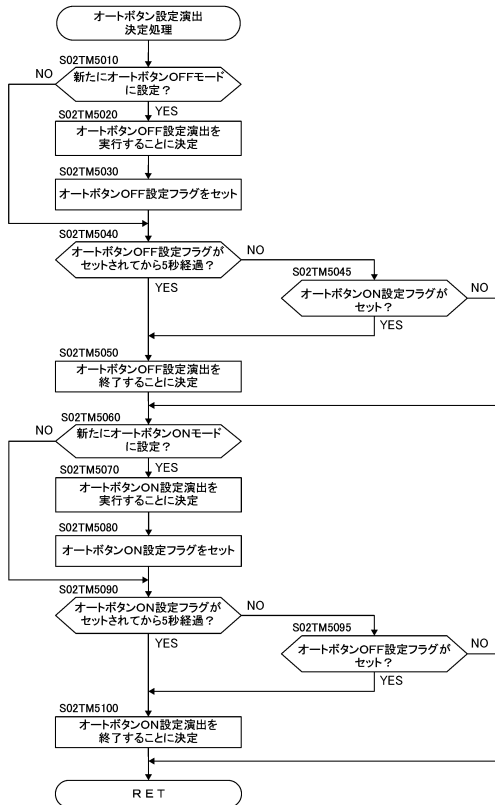 オートボタン設定演出
決定処理
S02TM5010
NO
新たにオートボタンOFFモード
に設定？
YES
S02TM5020
オートボタンOFF設定演出を
実行することに決定
S02TM5030
オートボタンOFF設定フラグをセット
S02TM5040
オートボタンOFF設定フラグが
セットされてから5秒経過？
NO
YES
S02TM5045
オートボタンON設定フラグが
セット？
NO
YES
S02TM5050
オートボタンOFF設定演出を
終了することに決定
S02TM5060
NO
新たにオートボタンONモード
に設定？
YES
S02TM5070
オートボタンON設定演出を
実行することに決定
S02TM5080
オートボタンON設定フラグをセット
S02TM5090
オートボタンON設定フラグが
セットされてから5秒経過？
NO
YES
S02TM5095
オートボタンOFF設定フラグが
セット？
NO
YES
S02TM5100
オートボタンON設定演出を
終了することに決定
ＲＥＴ